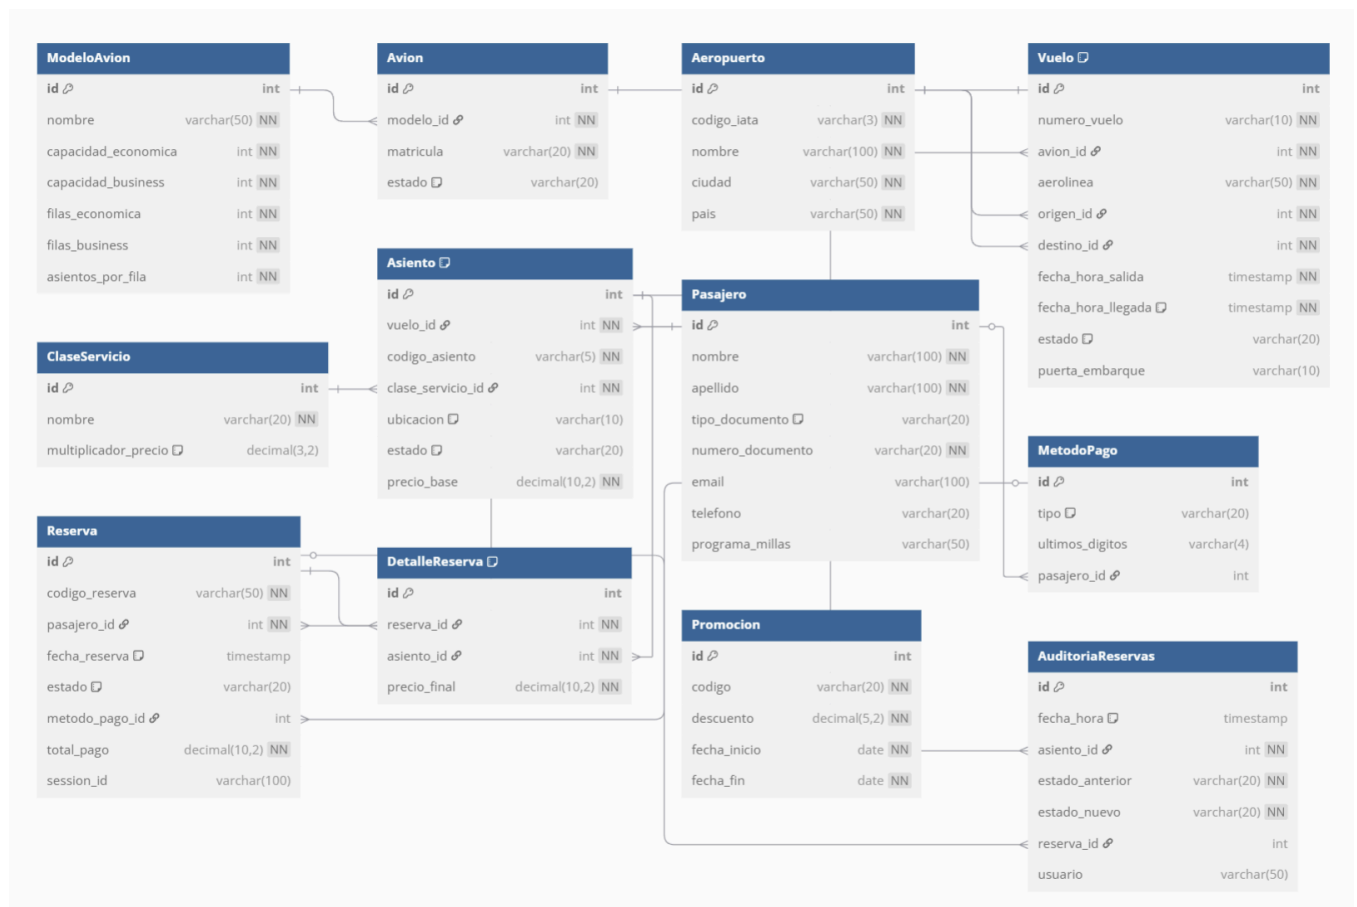 ModeloAvion
id int
nombre varchar(50) NN
capacidad_economica int NN
capacidad_business int NN
filas_economica int NN
filas_business int NN
asientos_por_fila int NN
Avion
id int
modelo_id int NN
matricula varchar(20) NN
estado varchar(20)
Aeropuerto
id int
codigo_iata varchar(3) NN
nombre varchar(100) NN
ciudad varchar(50) NN
pais varchar(50) NN
Vuelo
id int
numero_vuelo varchar(10) NN
avion_id int NN
aerolinea varchar(50) NN
origen_id int NN
destino_id int NN
fecha_hora_salida timestamp NN
fecha_hora_llegada timestamp NN
estado varchar(20)
puerta_embarque varchar(10)
Asiento
id int
vuelo_id int NN
codigo_asiento varchar(5) NN
clase_servicio_id int NN
ubicacion varchar(10)
estado varchar(20)
precio_base decimal(10,2) NN
Pasajero
id int
nombre varchar(100) NN
apellido varchar(100) NN
tipo_documento varchar(20)
numero_documento varchar(20) NN
email varchar(100)
telefono varchar(20)
programa_millas varchar(50)
ClaseServicio
id int
nombre varchar(20) NN
multiplicador_precio decimal(3,2)
MetodoPago
id int
tipo varchar(20)
ultimos_digitos varchar(4)
pasajero_id int
Reserva
id int
codigo_reserva varchar(50) NN
pasajero_id int NN
fecha_reserva timestamp
estado varchar(20)
metodo_pago_id int
total_pago decimal(10,2) NN
session_id varchar(100)
DetalleReserva
id int
reserva_id int NN
asiento_id int NN
precio_final decimal(10,2) NN
Promocion
id int
codigo varchar(20) NN
descuento decimal(5,2) NN
fecha_inicio date NN
fecha_fin date NN
AuditoriaReservas
id int
fecha_hora timestamp
asiento_id int NN
estado_anterior varchar(20) NN
estado_nuevo varchar(20) NN
reserva_id int
usuario varchar(50)